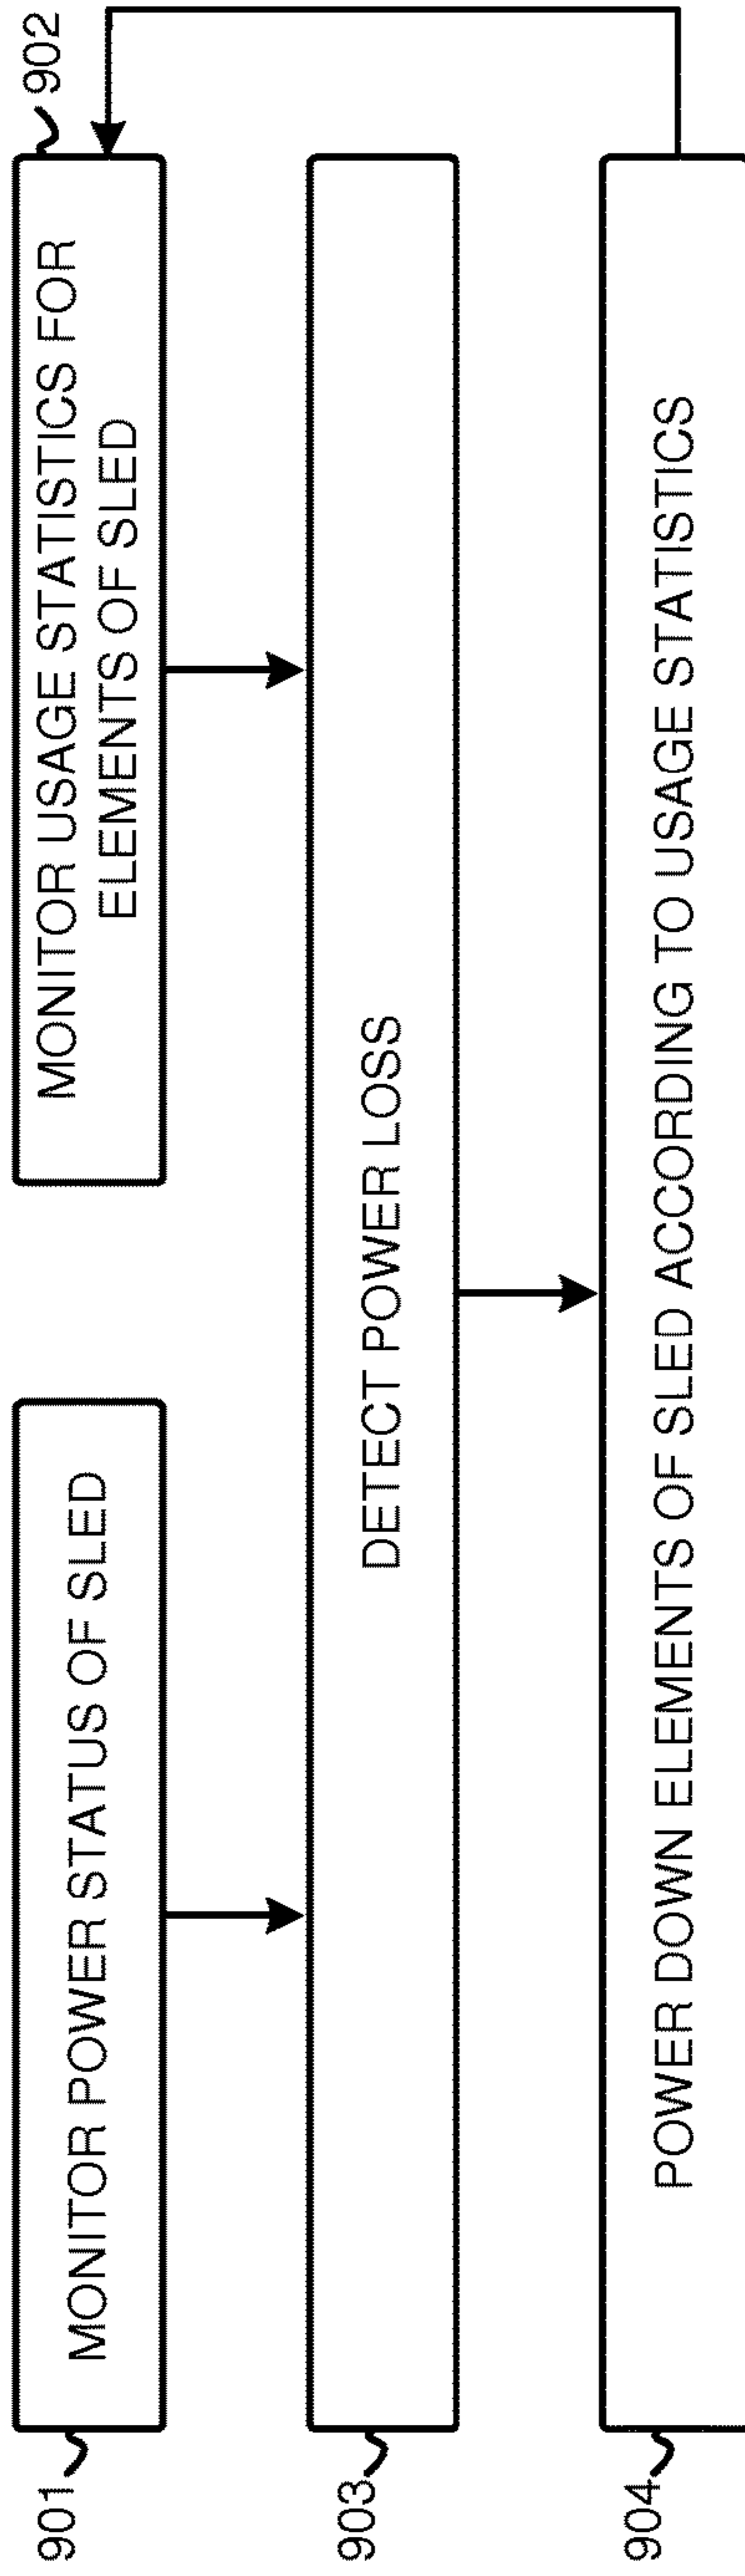 901
MONITOR POWER STATUS OF SLED
902
MONITOR USAGE STATISTICS FOR
ELEMENTS OF SLED
903
DETECT POWER LOSS
904
POWER DOWN ELEMENTS OF SLED ACCORDING TO USAGE STATISTICS